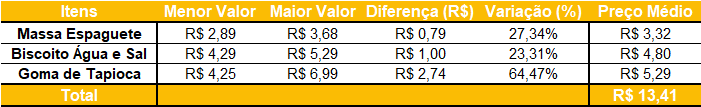 Itens Menor Valor Maior Valor Diferença (R$) Variação (%) Preço Médio
Massa Espaguete R$ 2,89 R$ 3,68 R$ 0,79 27,34% R$ 3,32
Biscoito Água e Sal R$ 4,29 R$ 5,29 R$ 1,00 23,31% R$ 4,80
Goma de Tapioca R$ 4,25 R$ 6,99 R$ 2,74 64,47% R$ 5,29
Total R$ 13,41